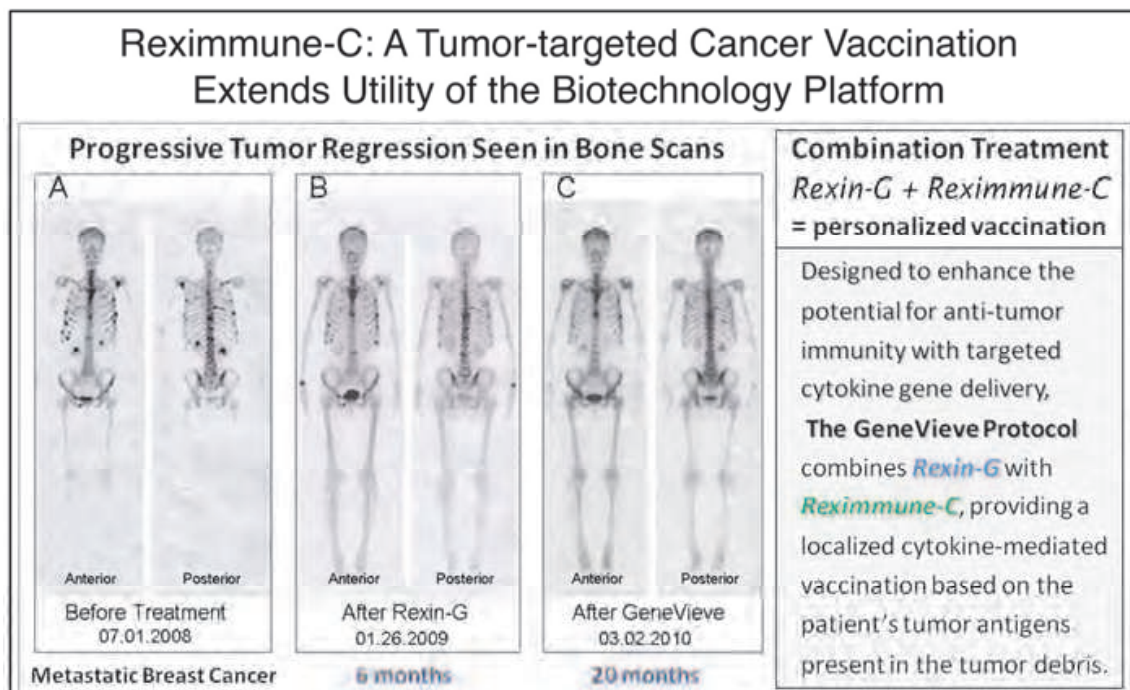 Reximmune-C: A Tumor-targeted Cancer Vaccination
Extends Utility of the Biotechnology Platform
Progressive Tumor Regression Seen in Bone Scans
A
B
C
Anterior
Posterior
Anterior
Posterior
Anterior
Posterior
Before Treatment
07.01.2008
After Rexin-G
01.26.2009
After GeneVieve
03.02.2010
Metastatic Breast Cancer
6 months
20 months
Combination Treatment
Rexin-G + Reximmune-C
= personalized vaccination
Designed to enhance the
potential for anti-tumor
immunity with targeted
cytokine gene delivery,
The GeneVieve Protocol
combines Rexin-G with
Reximmune-C, providing a
localized cytokine-mediated
vaccination based on the
patient's tumor antigens
present in the tumor debris.